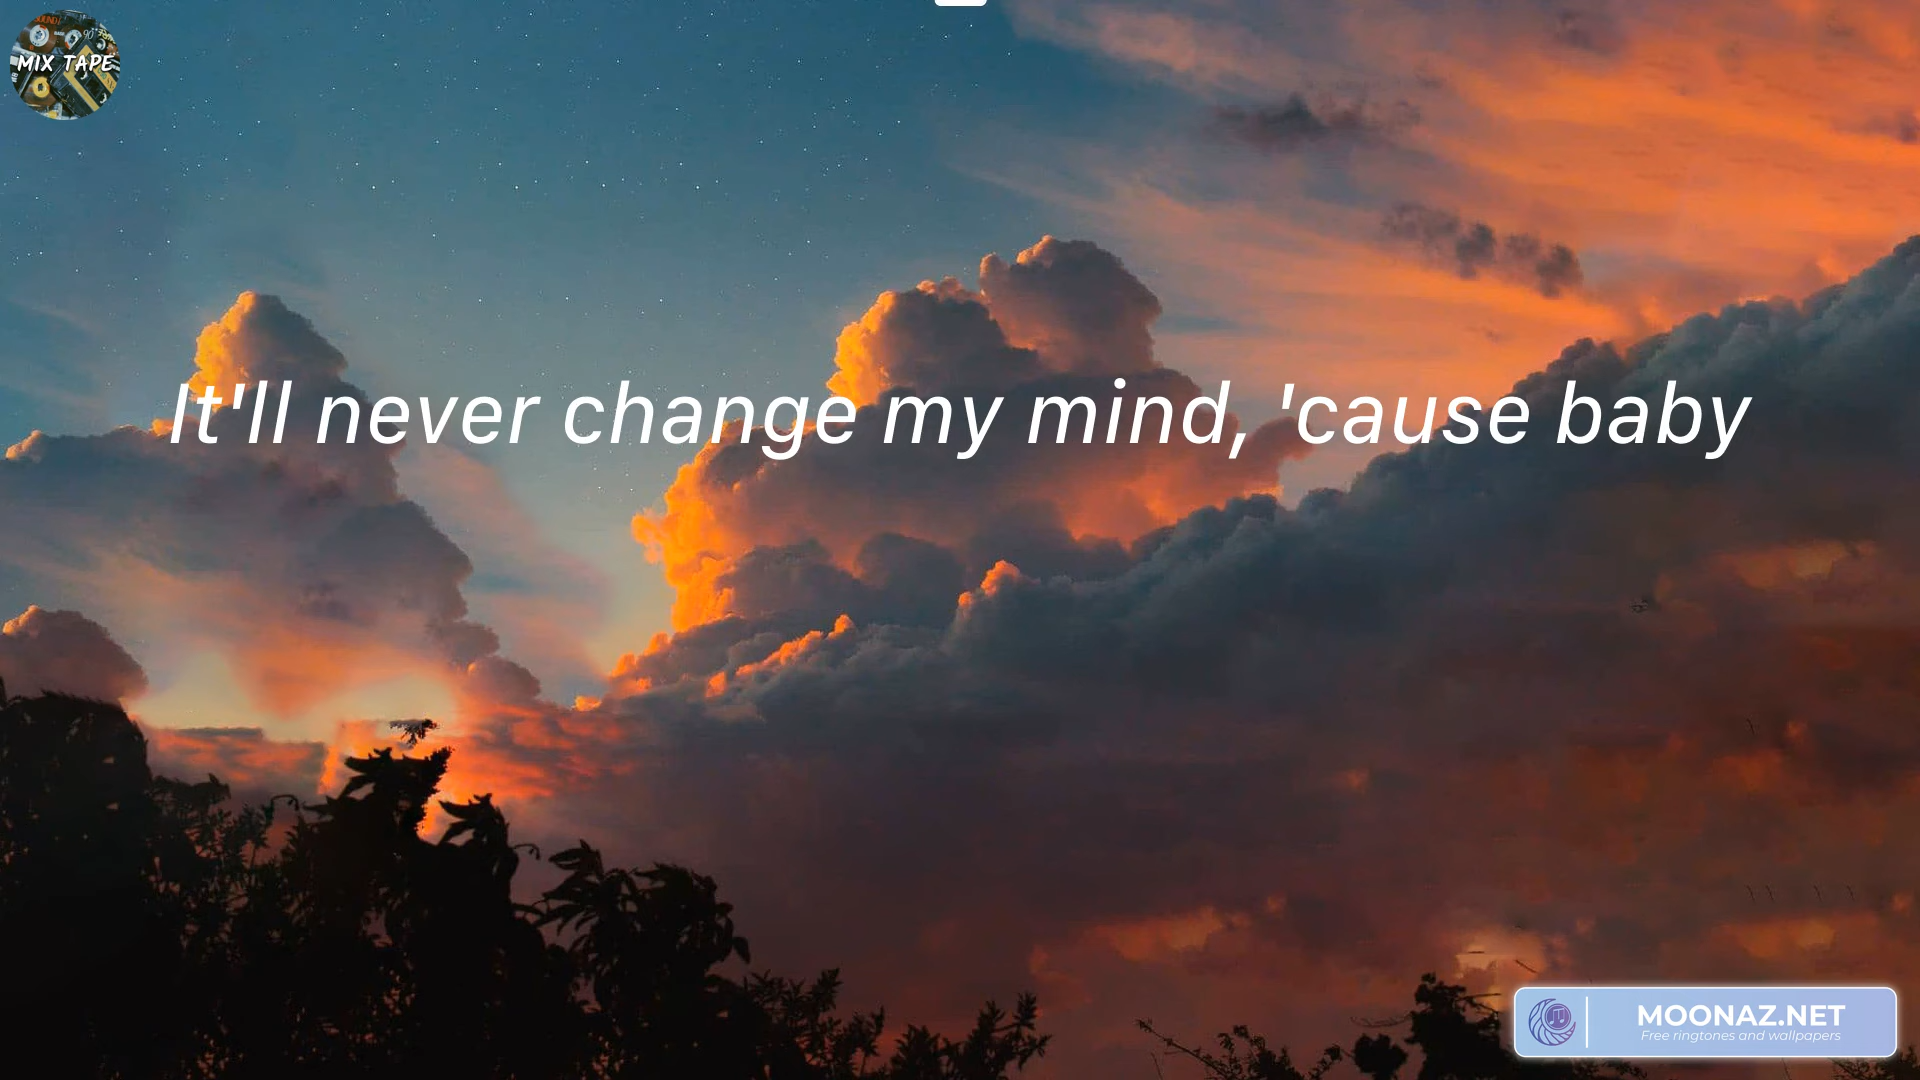 MIX TAPE
It'll never change my mind, 'cause baby
MOONAZ.NET
Free ringtones and wallpapers